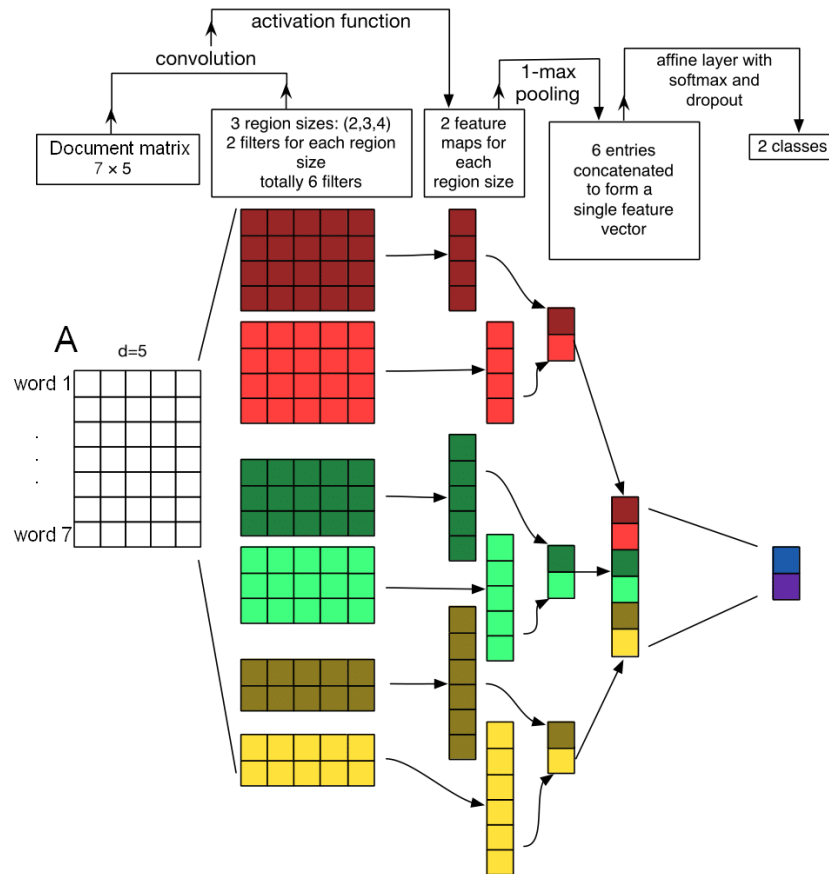 activation function
convolution
1-max
pooling
affine layer with
softmax and
dropout
Document matrix
7 × 5
3 region sizes: (2,3,4)
2 filters for each region
size
totally 6 filters
2 feature
maps for
each
region size
6 entries
concatenated
to form a
single feature
vector
2 classes
A
d=5
word 1
.
.
.
word 7